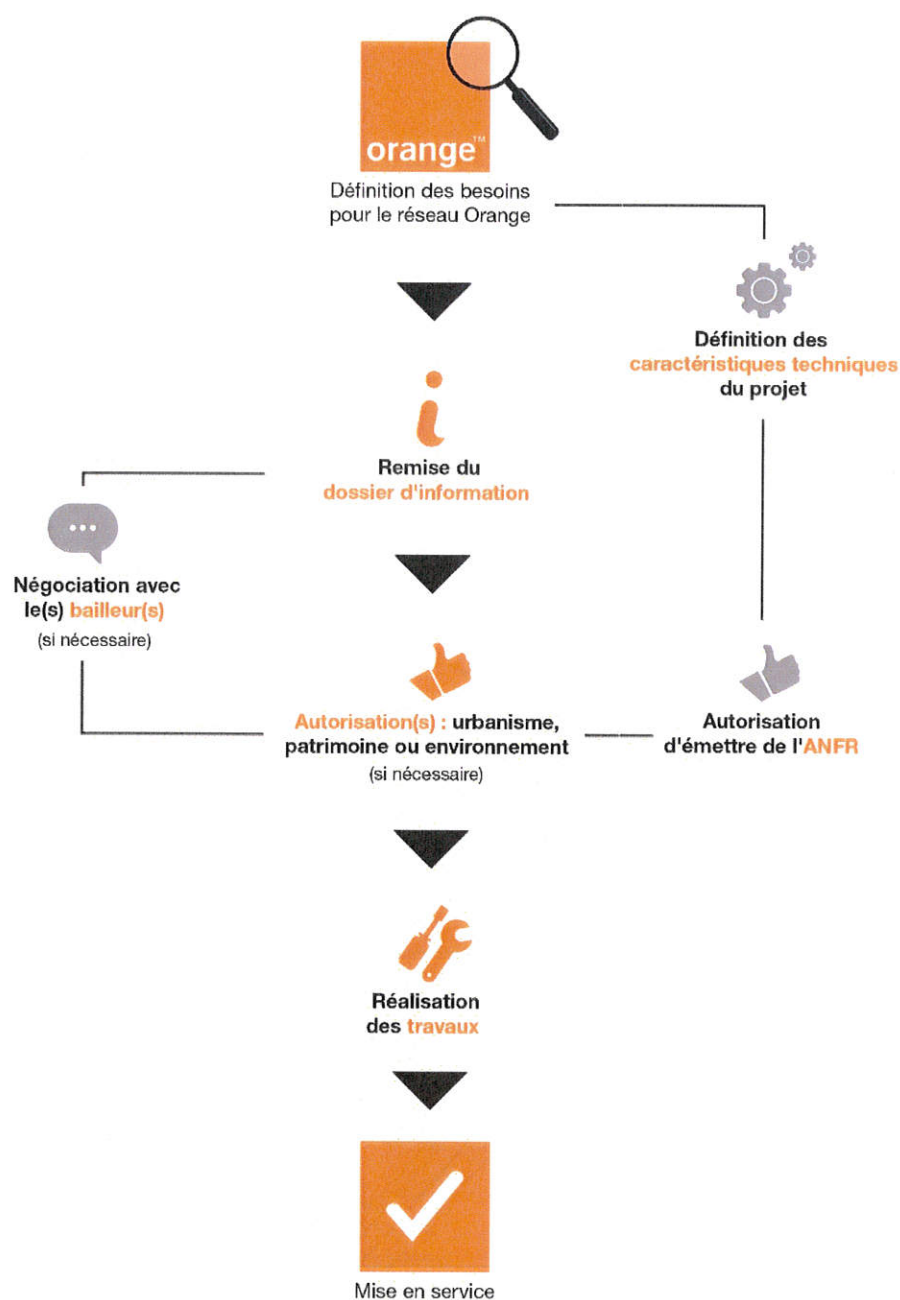 orange™
Définition des besoins
pour le réseau Orange
Définition des
caractéristiques techniques
du projet
Remise du
dossier d'information
Négociation avec
le(s) bailleur(s)
(si nécessaire)
Autorisation(s) : urbanisme,
patrimoine ou environnement
(si nécessaire)
Autorisation
d'émettre de l'ANFR
Réalisation
des travaux
Mise en service